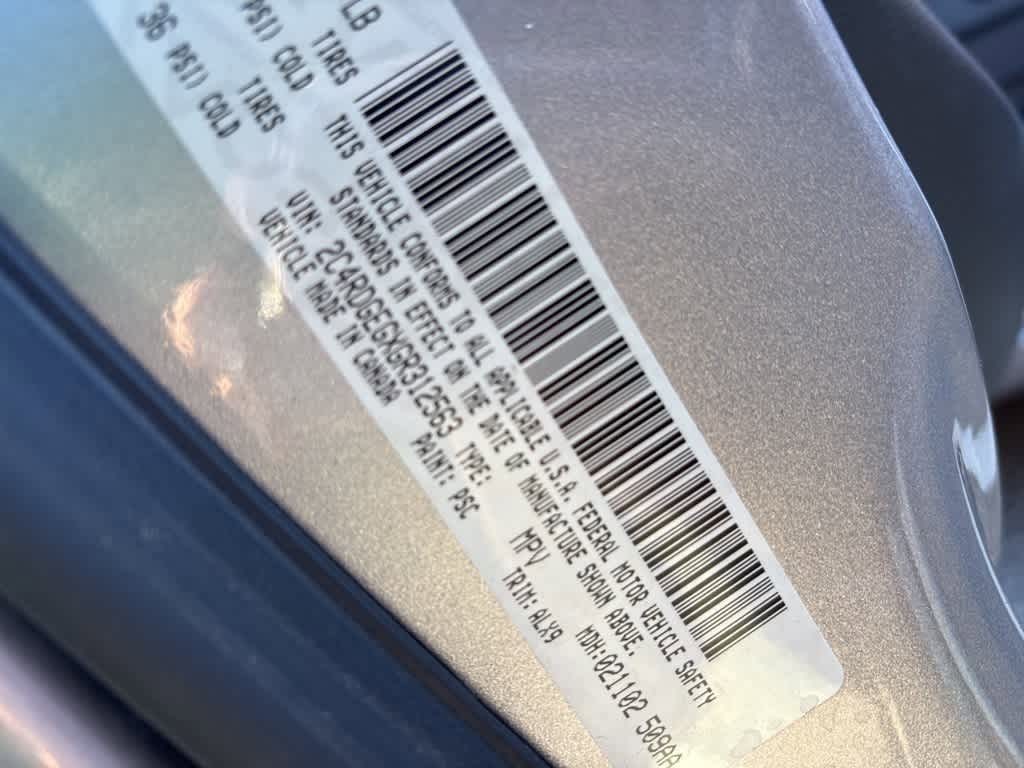 LB
TIRES
PSI) COLD
TIRES
36 PSI) COLD
THIS VEHICLE CONFORMS TO ALL APPLICABLE U.S.A. FEDERAL MOTOR VEHICLE SAFETY
STANDARDS IN EFFECT ON THE DATE OF MANUFACTURE SHOWN ABOVE.
VIN: 2C4RDGEGXGR312563 TYPE: MPV MDH:021102 509AA
VEHICLE MADE IN CANADA PAINT: PSC TRIM: ALX9